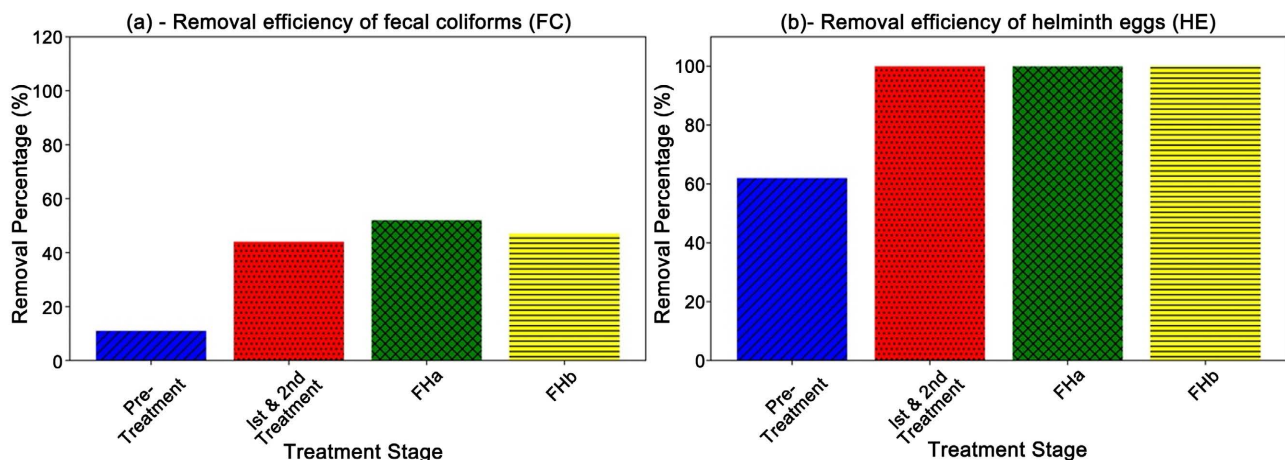 (a) - Removal efficiency of fecal coliforms (FC)
120
100
80
60
40
20
0
Removal Percentage (%)
Pre-
Treatment
Ist & 2nd
Treatment
FHa
FHb
Treatment Stage
(b)- Removal efficiency of helminth eggs (HE)
100
80
60
40
20
0
Removal Percentage (%)
Pre-
Treatment
Ist & 2nd
Treatment
FHa
FHb
Treatment Stage